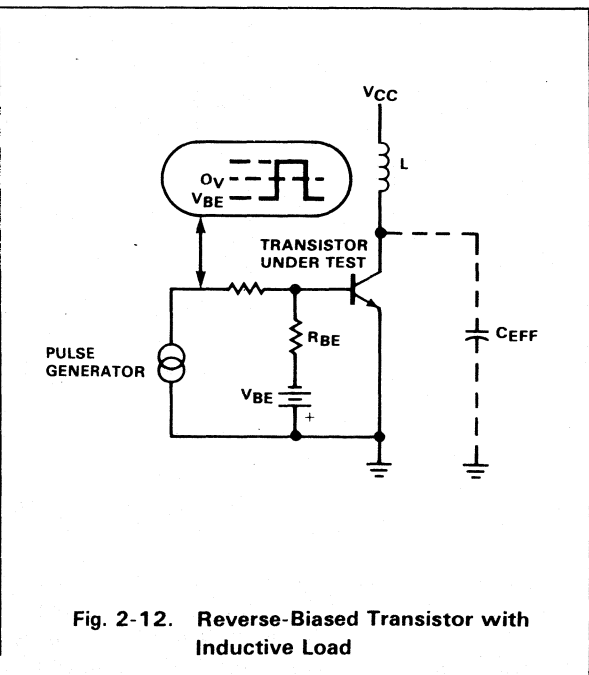 VCC
L
0V
VBE
TRANSISTOR
UNDER TEST
RBE
CEFF
PULSE
GENERATOR
VBE
+
Fig. 2-12. Reverse-Biased Transistor with
Inductive Load